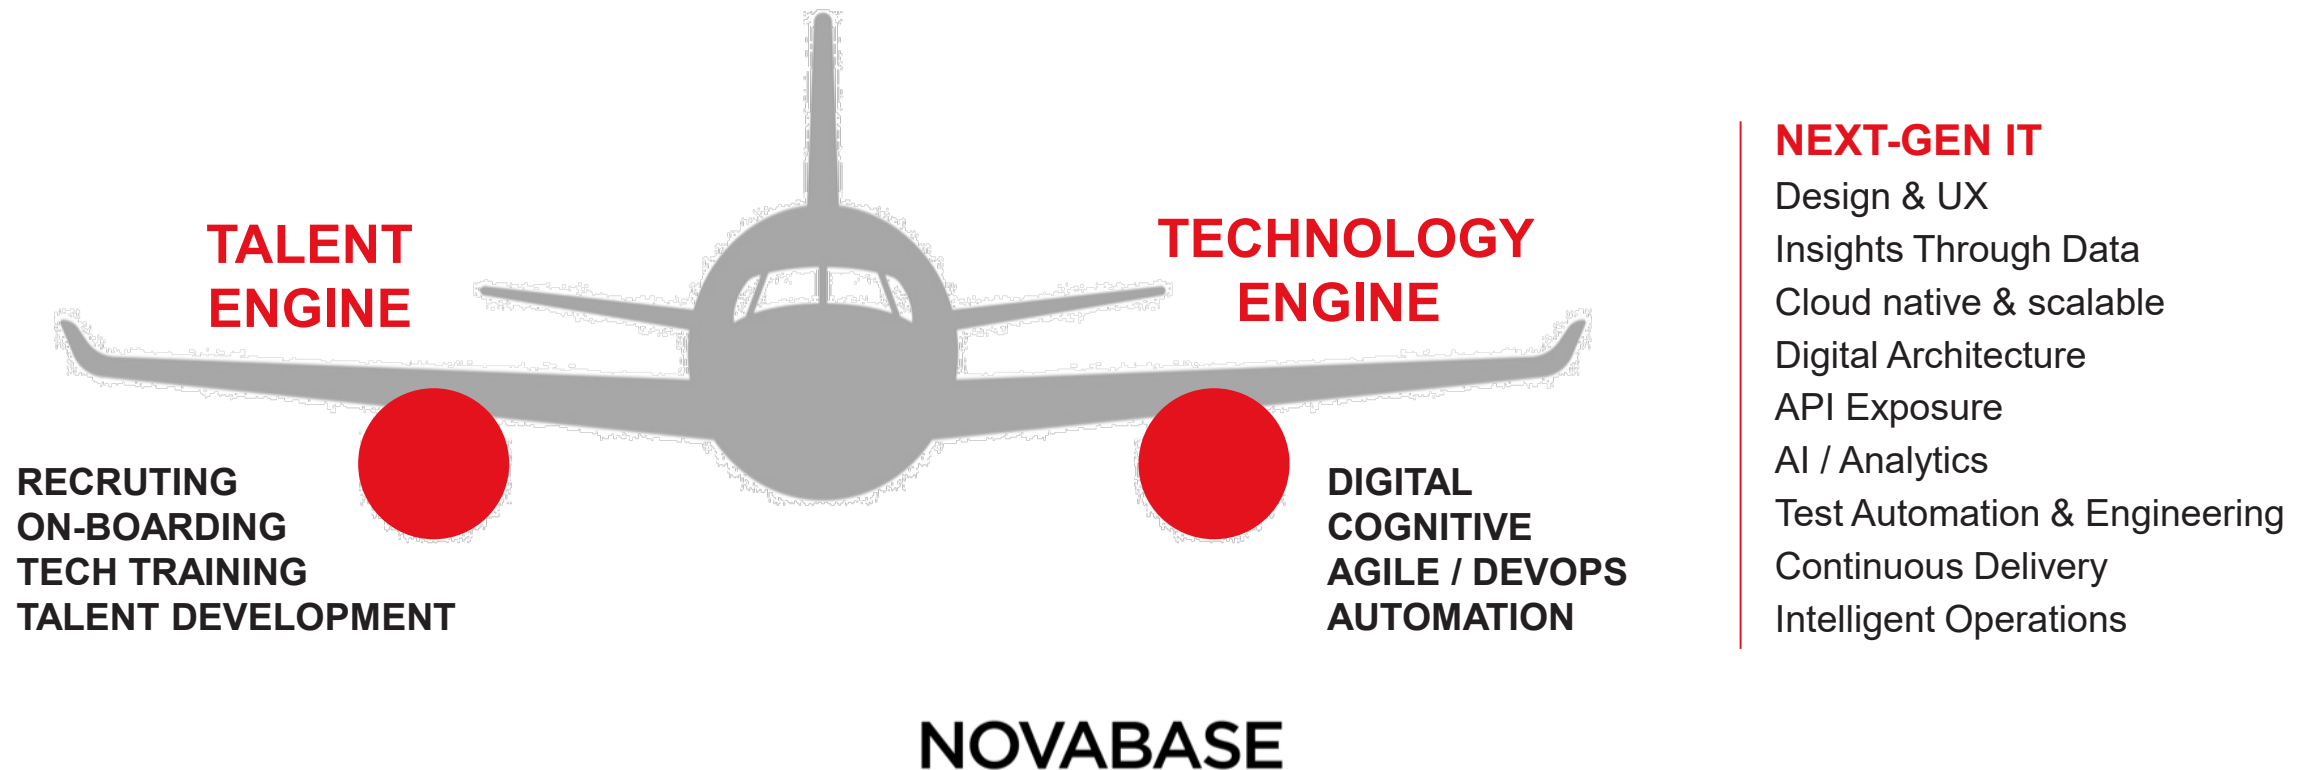 TALENT
ENGINE
RECRUTING
ON-BOARDING
TECH TRAINING
TALENT DEVELOPMENT
TECHNOLOGY
ENGINE
DIGITAL
COGNITIVE
AGILE / DEVOPS
AUTOMATION
NEXT-GEN IT
Design & UX
Insights Through Data
Cloud native & scalable
Digital Architecture
API Exposure
AI / Analytics
Test Automation & Engineering
Continuous Delivery
Intelligent Operations
NOVABASE